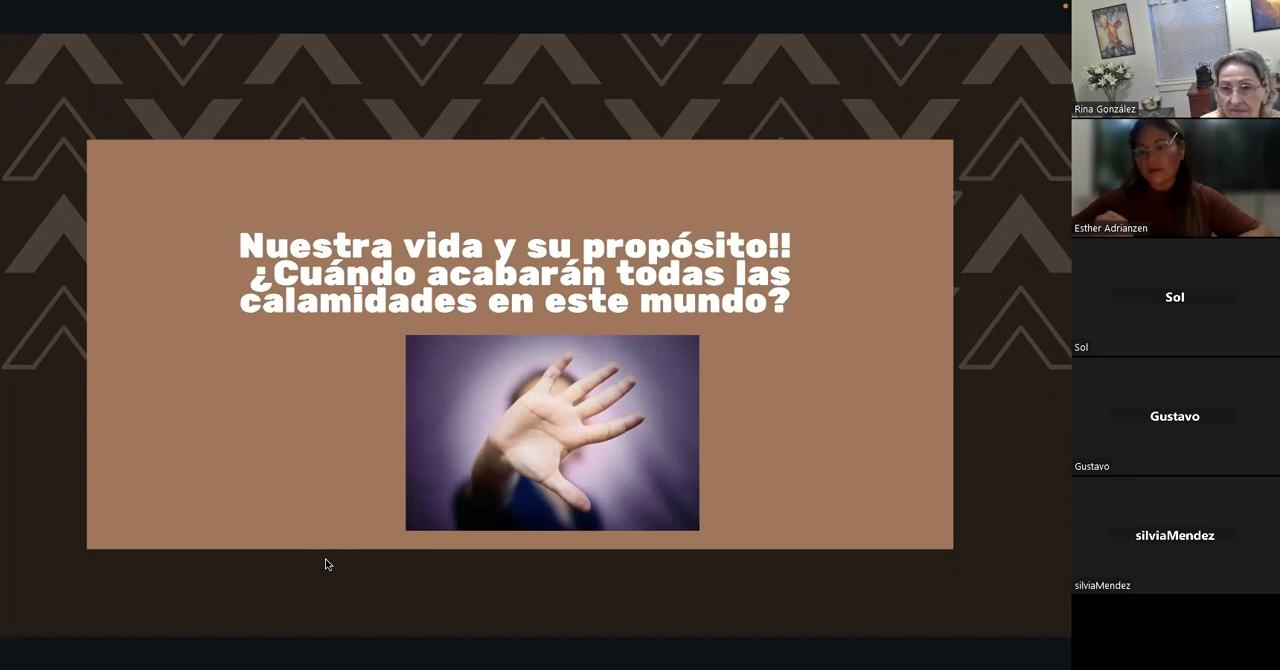 Nuestra vida y su propósito!!
¿Cuándo acabarán todas las
calamidades en este mundo?
Rina González
Esther Adrianzen
Sol
Sol
Gustavo
Gustavo
silviaMendez
silviaMendez